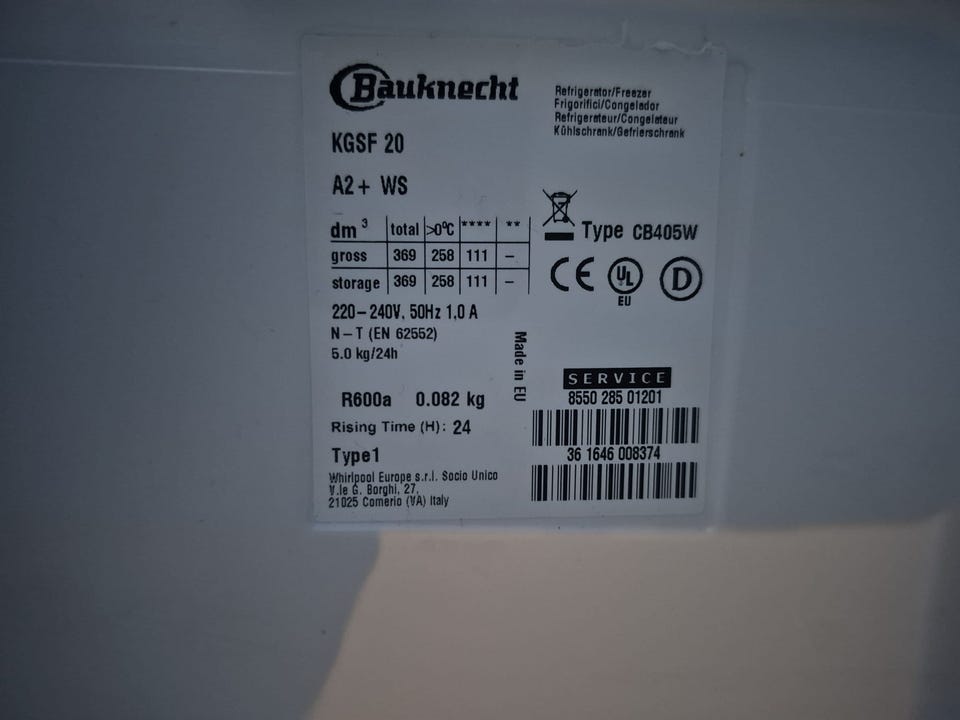 Bauknecht
Refrigerator/Freezer
Frigorifici/Congelador
Refrigerateur/Congelateur
Kühlschrank/Gefrierschrank
KGSF 20
A2+ WS
dm³ total >0°C **** **
gross 369 258 111 –
storage 369 258 111 –
Type CB405W
CE UL EU D
220–240V, 50Hz 1,0 A
N–T (EN 62552)
5.0 kg/24h
Made in EU
R600a 0.082 kg
Rising Time (H): 24
Type1
Whirlpool Europe s.r.l. Socio Unico
V.le G. Borghi, 27,
21025 Comerio (VA) Italy
SERVICE
8550 285 01201
36 1646 008374